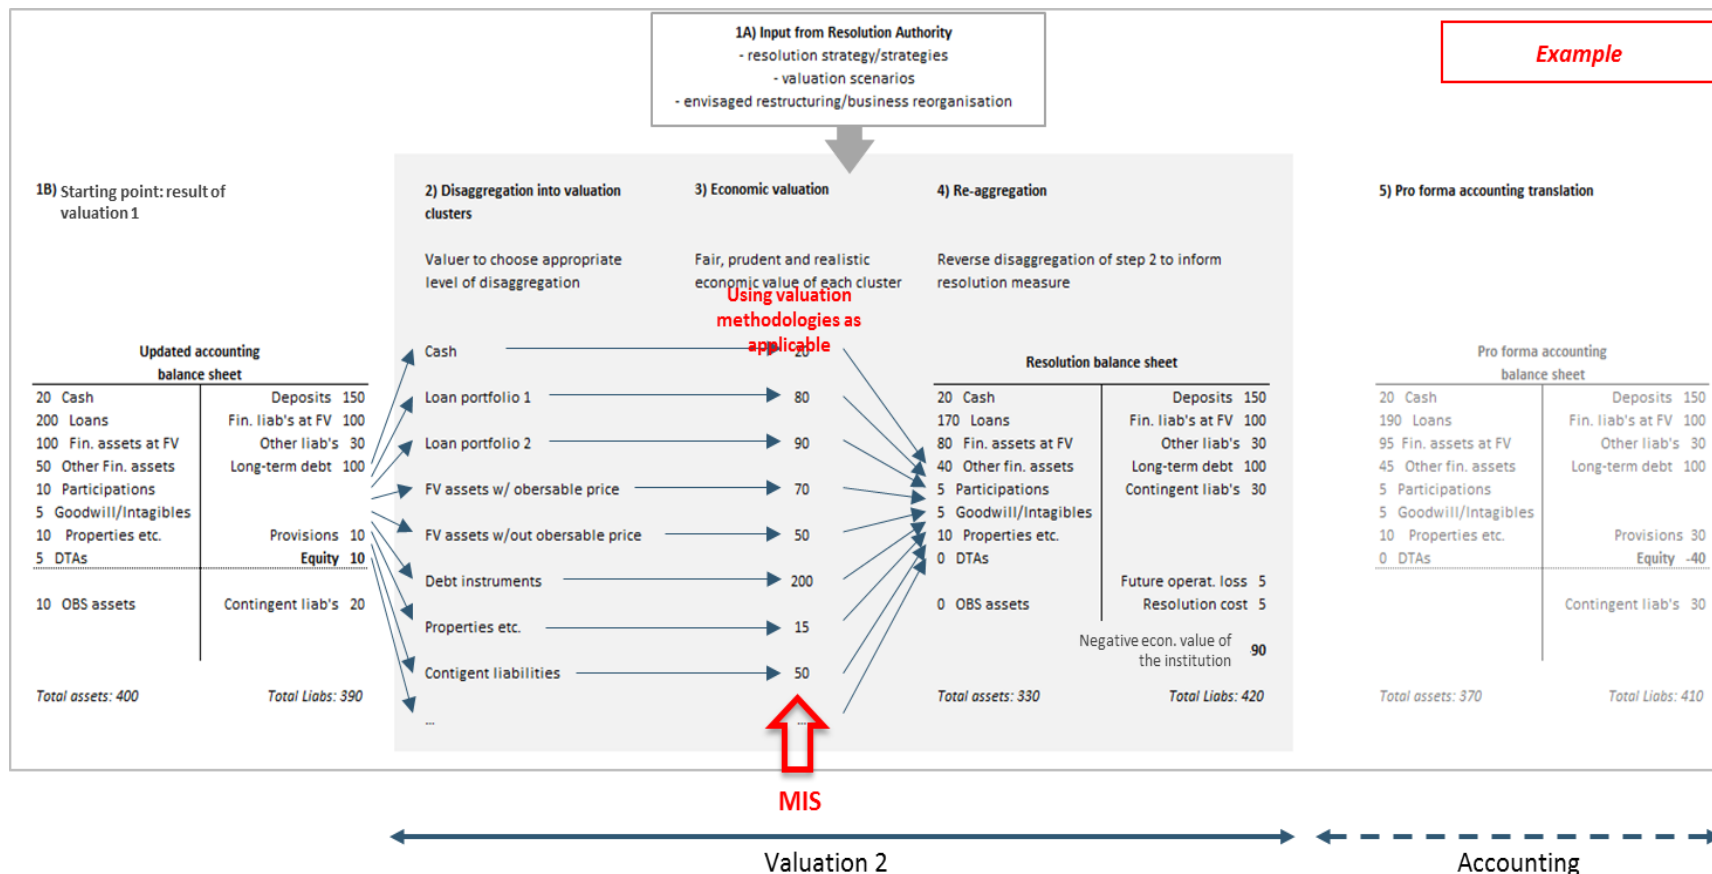 1A) Input from Resolution Authority
- resolution strategy/strategies
- valuation scenarios
- envisaged restructuring/business reorganisation
Example
1B) Starting point: result of
valuation 1
2) Disaggregation into valuation
clusters
Valuer to choose appropriate
level of disaggregation
3) Economic valuation
Fair, prudent and realistic
economic value of each cluster
Using valuation
methodologies as
applicable
4) Re-aggregation
Reverse disaggregation of step 2 to inform
resolution measure
5) Pro forma accounting translation
Updated accounting
balance sheet
20 Cash Deposits 150
200 Loans Fin. liab's at FV 100
100 Fin. assets at FV Other liab's 30
50 Other Fin. assets Long-term debt 100
10 Participations
5 Goodwill/Intagibles
10 Properties etc. Provisions 10
5 DTAs Equity 10
10 OBS assets Contingent liab's 20
Total assets: 400 Total Liabs: 390
Cash 20
Loan portfolio 1 80
Loan portfolio 2 90
FV assets w/ obersable price 70
FV assets w/out obersable price 50
Debt instruments 200
Properties etc. 15
Contigent liabilities 50
... ...
MIS
Resolution balance sheet
20 Cash Deposits 150
170 Loans Fin. liab's at FV 100
80 Fin. assets at FV Other liab's 30
40 Other fin. assets Long-term debt 100
5 Participations Contingent liab's 30
5 Goodwill/Intagibles
10 Properties etc.
0 DTAs
Future operat. loss 5
0 OBS assets Resolution cost 5
Negative econ. value of
the institution -90
Total assets: 330 Total Liabs: 420
Pro forma accounting
balance sheet
20 Cash Deposits 150
190 Loans Fin. liab's at FV 100
95 Fin. assets at FV Other liab's 30
45 Other fin. assets Long-term debt 100
5 Participations
5 Goodwill/Intagibles
10 Properties etc. Provisions 30
0 DTAs Equity -40
Contingent liab's 30
Total assets: 370 Total Liabs: 410
Valuation 2
Accounting